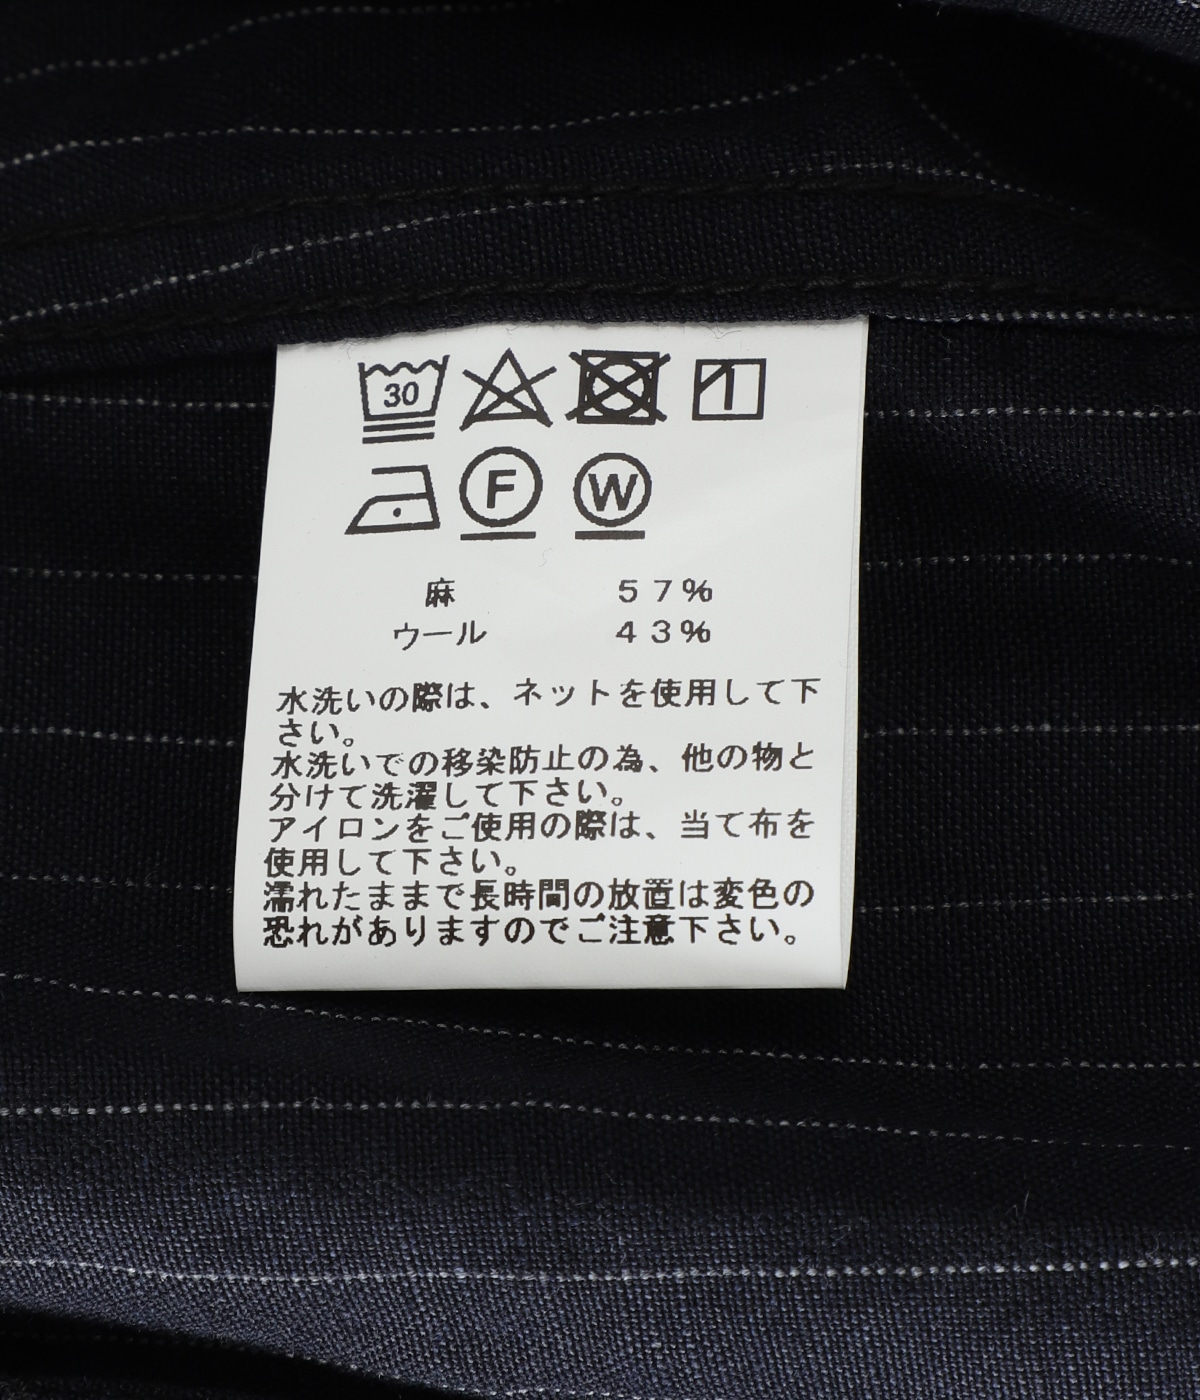 30
F W
麻 57%
ウール 43%
水洗いの際は、ネットを使用して下
さい。
水洗いでの移染防止の為、他の物と
分けて洗濯して下さい。
アイロンをご使用の際は、当て布を
使用して下さい。
濡れたままで長時間の放置は変色の
恐れがありますのでご注意下さい。